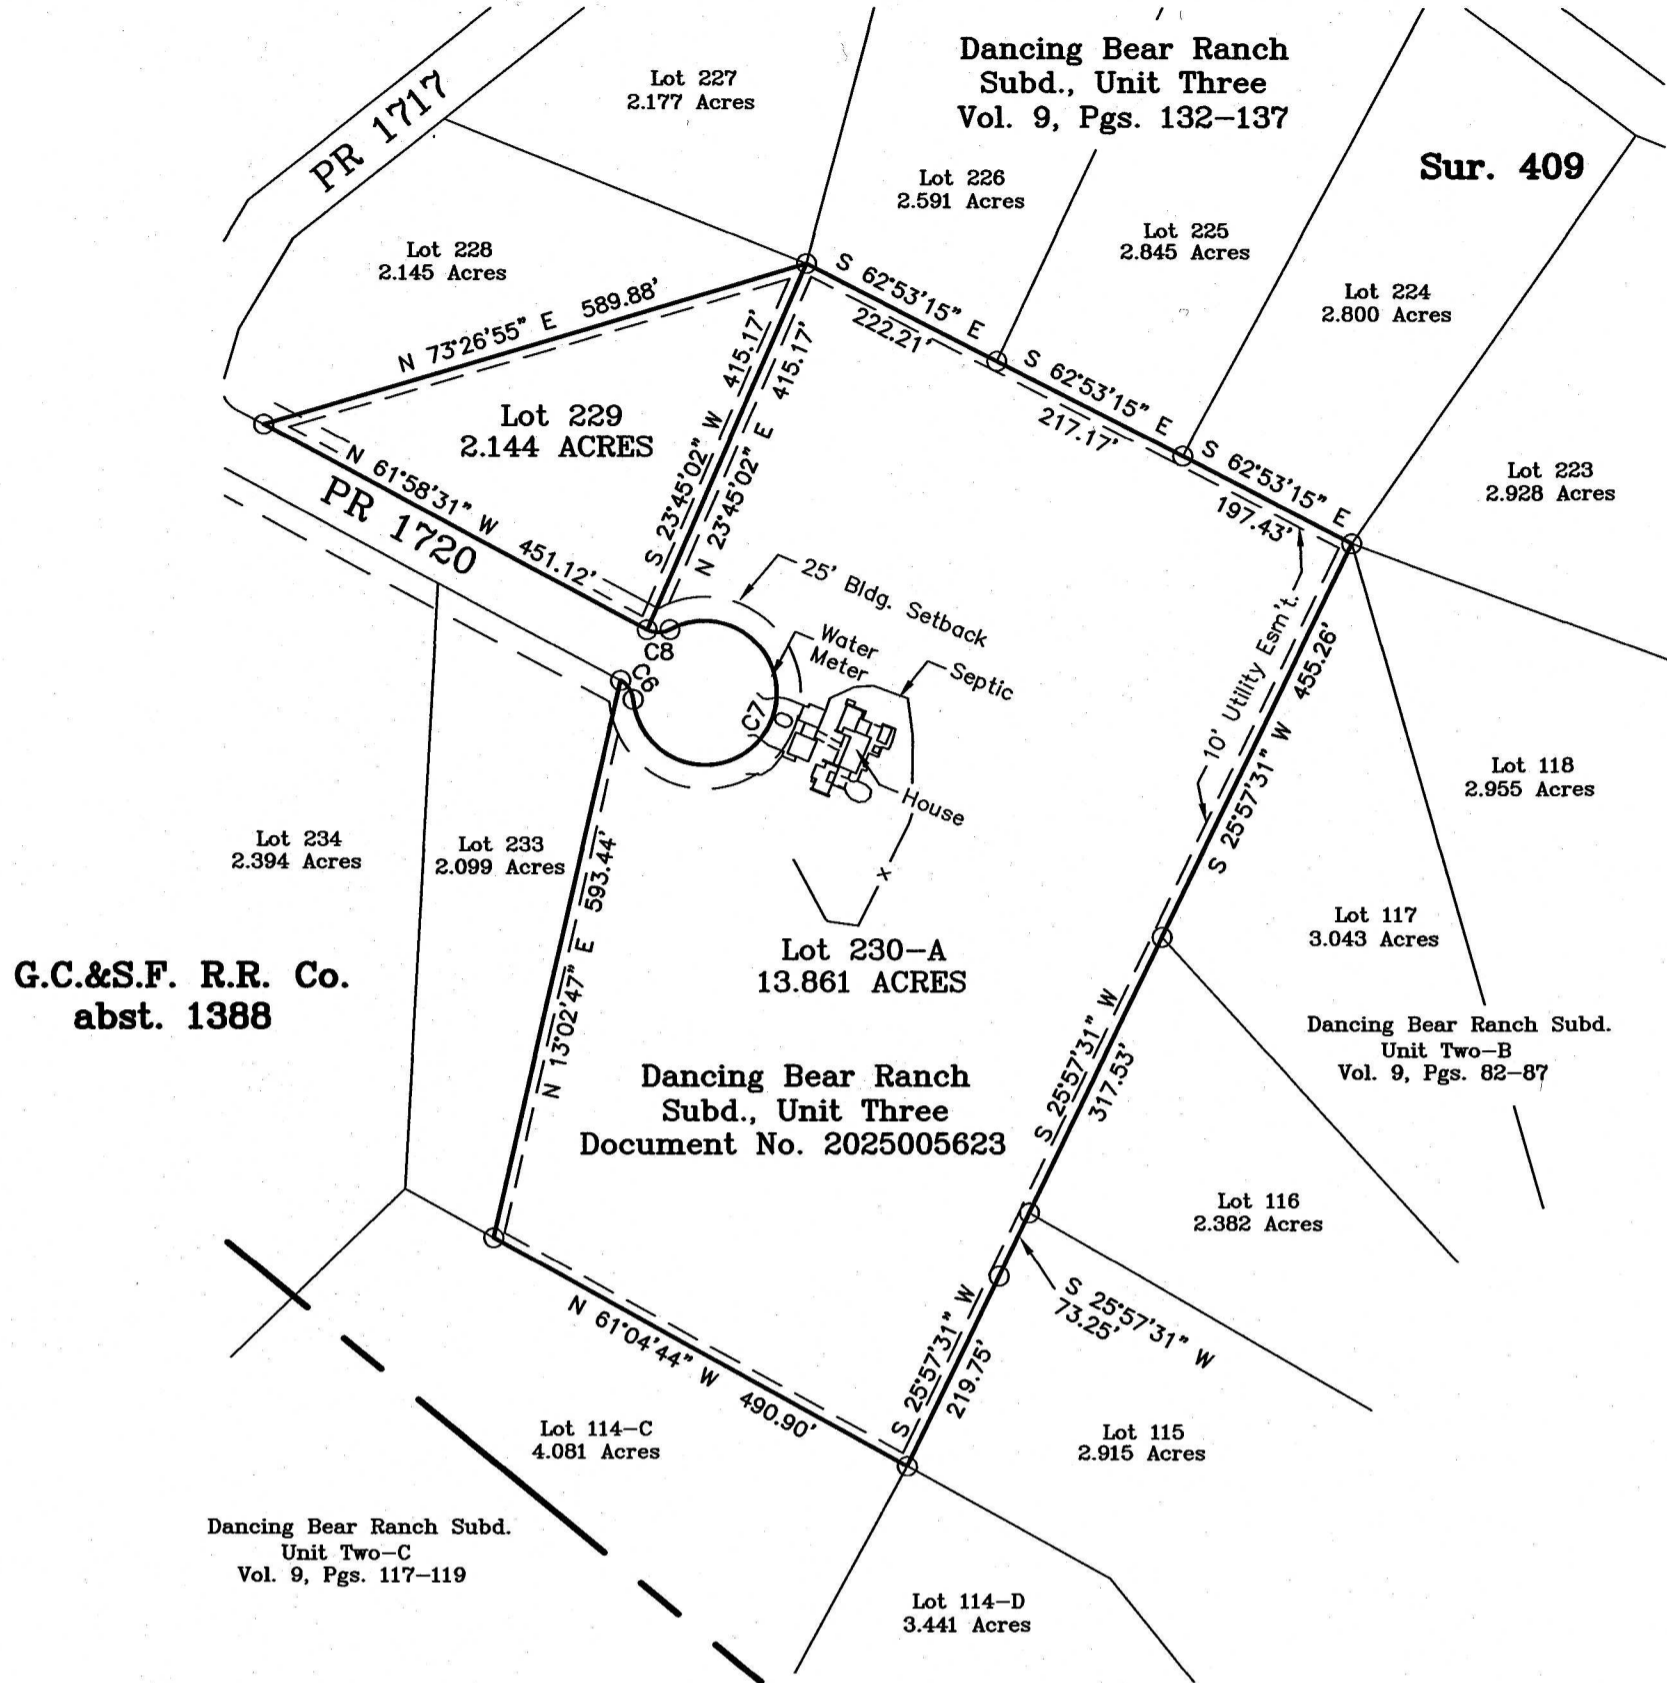 Dancing Bear Ranch
Subd., Unit Three
Vol. 9, Pgs. 132–137
Lot 227
2.177 Acres
PR 1717
Sur. 409
Lot 226
2.591 Acres
Lot 225
2.845 Acres
Lot 228
2.145 Acres
Lot 224
2.800 Acres
N 73°26'55" E 589.88'
S 62°53'15" E
222.21'
S 62°53'15" E
217.17'
S 62°53'15" E
197.43'
Lot 229
2.144 ACRES
S 23°45'02" W 415.17'
N 23°45'02" E 415.17'
Lot 223
2.928 Acres
N 61°58'31" W 451.12'
PR 1720
25' Bldg. Setback
Water
Meter
Septic
C8
C6
C7
House
10' Utility Esm't.
S 25°57'31" W 455.26'
Lot 118
2.955 Acres
Lot 234
2.394 Acres
Lot 233
2.099 Acres
N 13°02'47" E 593.44'
x
Lot 117
3.043 Acres
Lot 230–A
13.861 ACRES
G.C.&S.F. R.R. Co.
abst. 1388
Dancing Bear Ranch Subd.
Unit Two–B
Vol. 9, Pgs. 82–87
Dancing Bear Ranch
Subd., Unit Three
Document No. 2025005623
S 25°57'31" W
317.53'
Lot 116
2.382 Acres
S 25°57'31" W
73.25'
S 25°57'31" W
219.75'
N 61°04'44" W 490.90'
Lot 114–C
4.081 Acres
Lot 115
2.915 Acres
Dancing Bear Ranch Subd.
Unit Two–C
Vol. 9, Pgs. 117–119
Lot 114–D
3.441 Acres